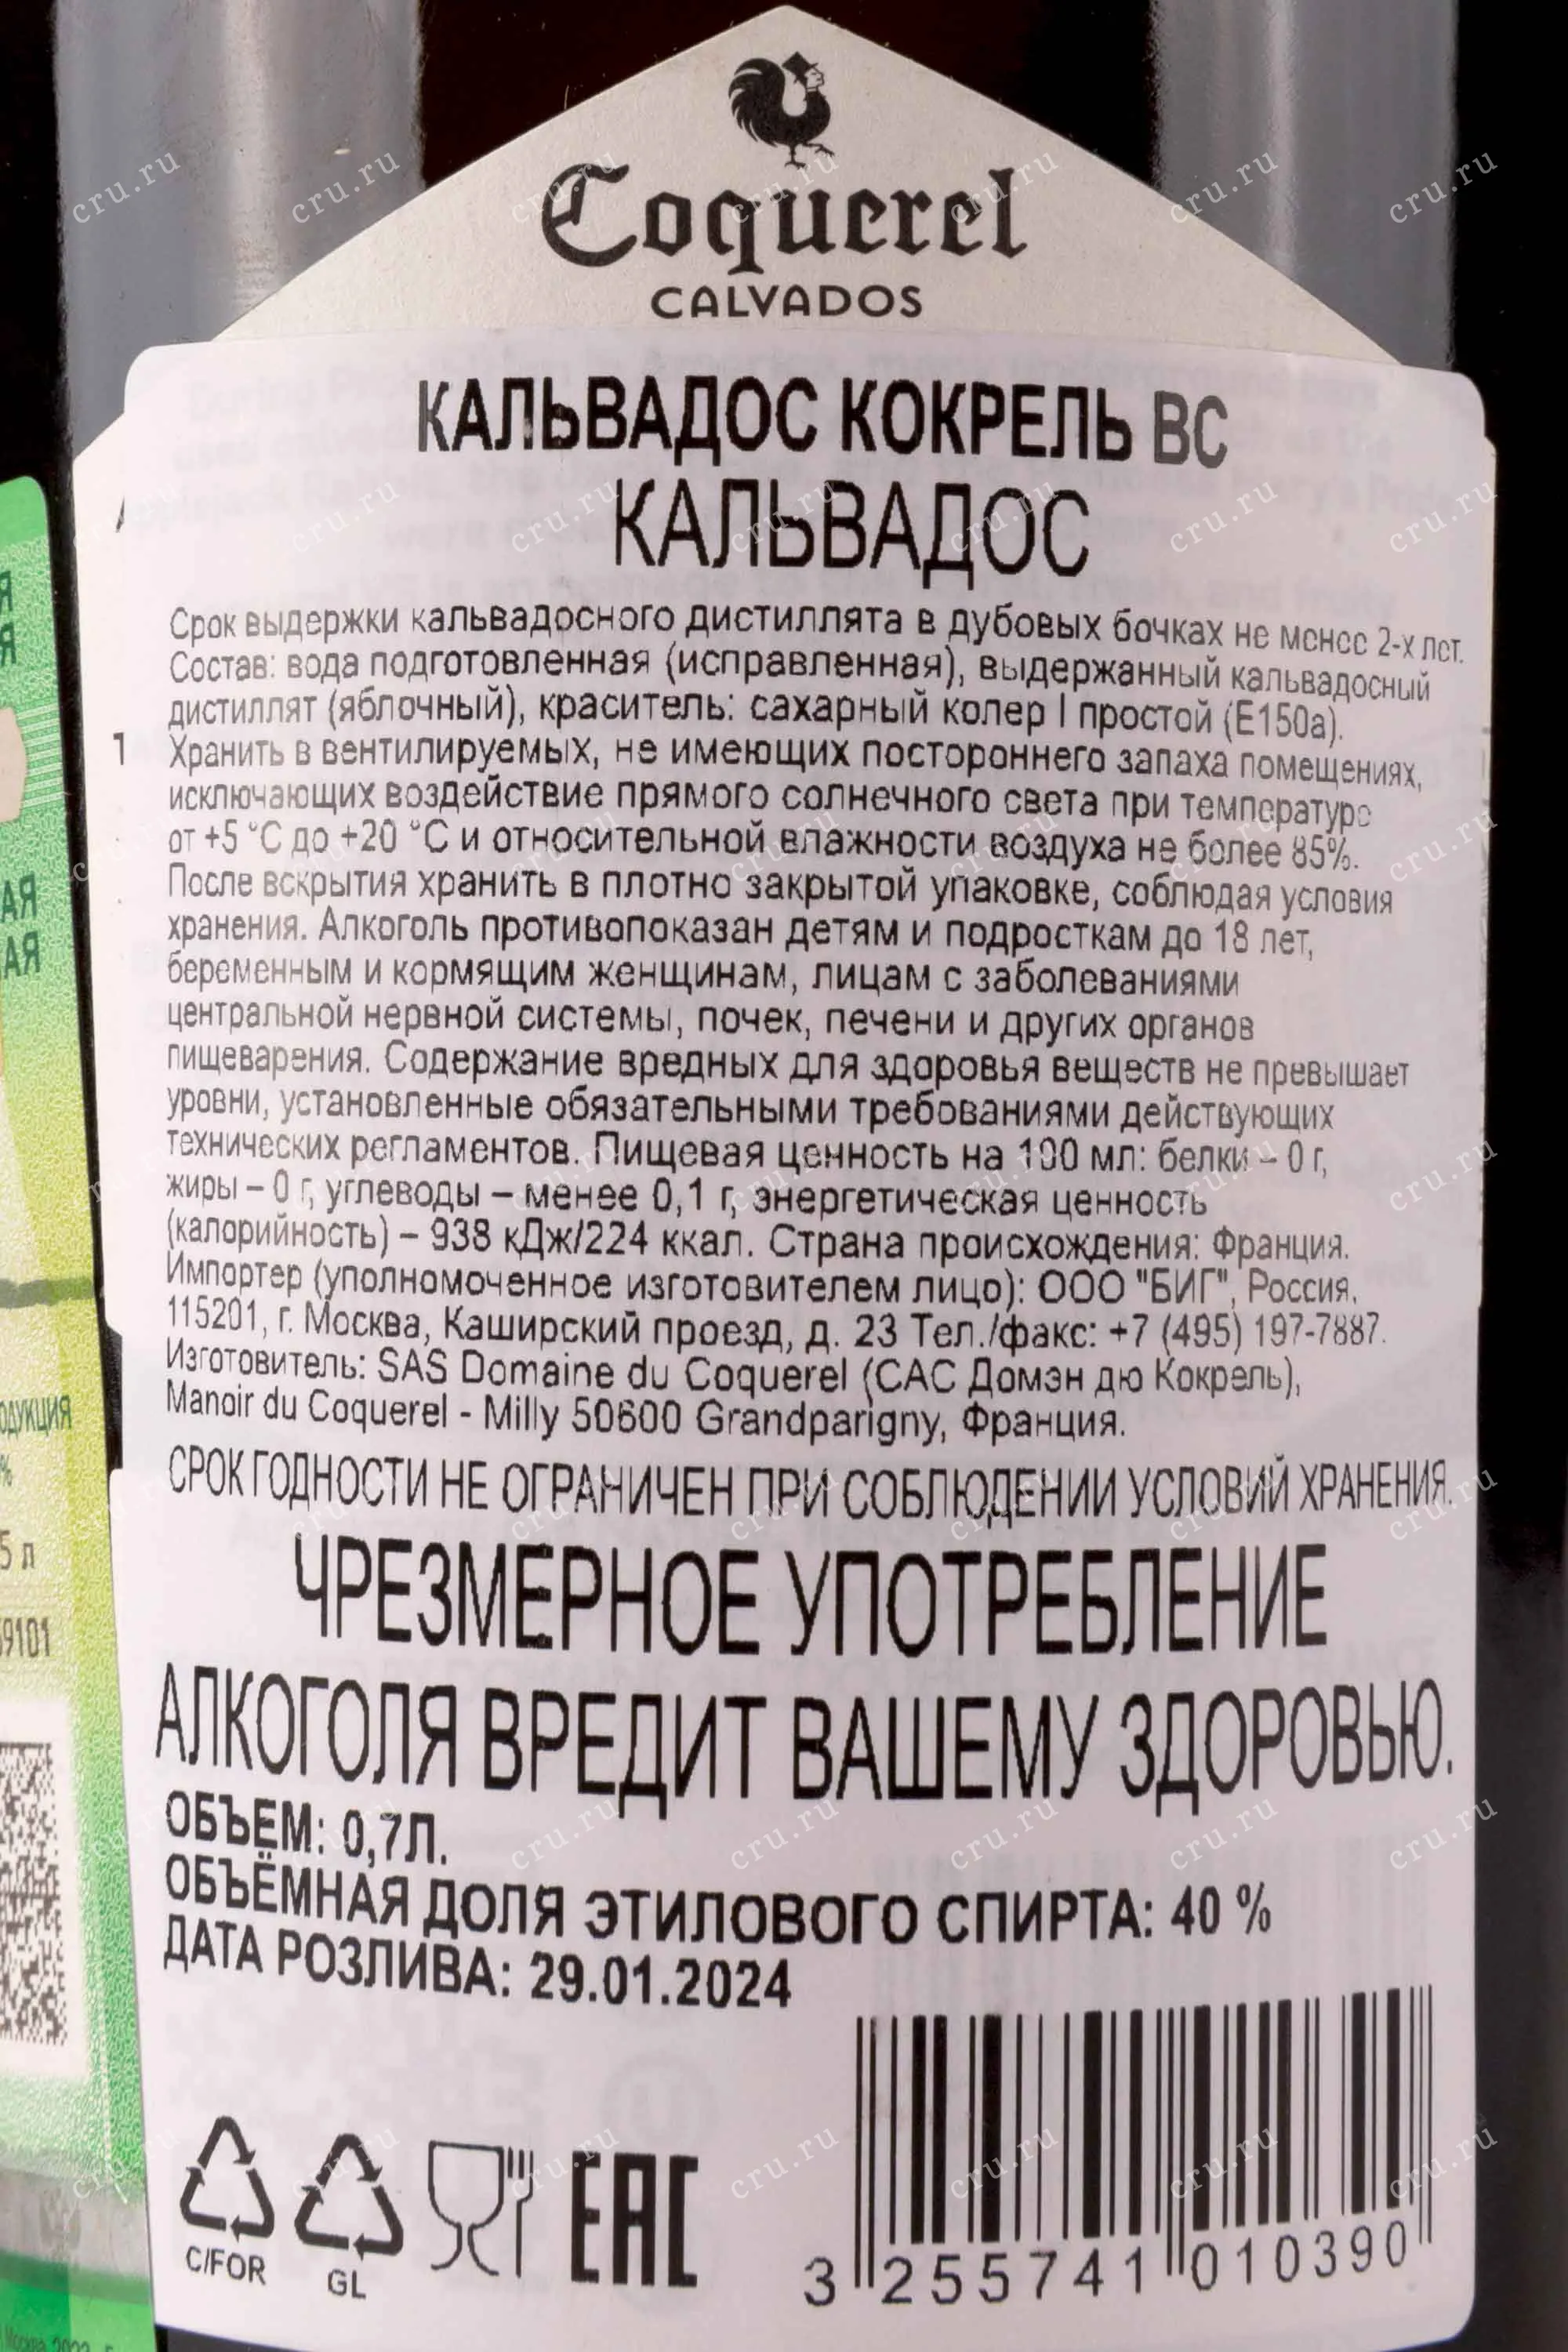 Coquerel
CALVADOS
КАЛЬВАДОС КОКРЕЛЬ ВС
КАЛЬВАДОС
Срок выдержки кальвадосного дистиллята в дубовых бочках не менее 2-х лет.
Состав: вода подготовленная (исправленная), выдержанный кальвадосный
дистиллят (яблочный), краситель: сахарный колер I простой (Е150а).
Хранить в вентилируемых, не имеющих постороннего запаха помещениях,
исключающих воздействие прямого солнечного света при температуре
от +5 °С до +20 °С и относительной влажности воздуха не более 85%.
После вскрытия хранить в плотно закрытой упаковке, соблюдая условия
хранения. Алкоголь противопоказан детям и подросткам до 18 лет,
беременным и кормящим женщинам, лицам с заболеваниями
центральной нервной системы, почек, печени и других органов
пищеварения. Содержание вредных для здоровья веществ не превышает
уровни, установленные обязательными требованиями действующих
технических регламентов. Пищевая ценность на 100 мл: белки – 0 г,
жиры – 0 г, углеводы – менее 0,1 г, энергетическая ценность
(калорийность) – 938 кДж/224 ккал. Страна происхождения: Франция.
Импортер (уполномоченное изготовителем лицо): ООО "БИГ", Россия,
115201, г. Москва, Каширский проезд, д. 23 Тел./факс: +7 (495) 197-7887.
Изготовитель: SAS Domaine du Coquerel (САС Домэн дю Кокрель),
Manoir du Coquerel - Milly 50600 Grandparigny, Франция.
СРОК ГОДНОСТИ НЕ ОГРАНИЧЕН ПРИ СОБЛЮДЕНИИ УСЛОВИЙ ХРАНЕНИЯ.
ЧРЕЗМЕРНОЕ УПОТРЕБЛЕНИЕ
АЛКОГОЛЯ ВРЕДИТ ВАШЕМУ ЗДОРОВЬЮ.
ОБЪЕМ: 0,7Л.
ОБЪЁМНАЯ ДОЛЯ ЭТИЛОВОГО СПИРТА: 40 %
ДАТА РОЗЛИВА: 29.01.2024
C/FOR
GL
EAC
3 255741 010390
5 л
9101
cru.ru